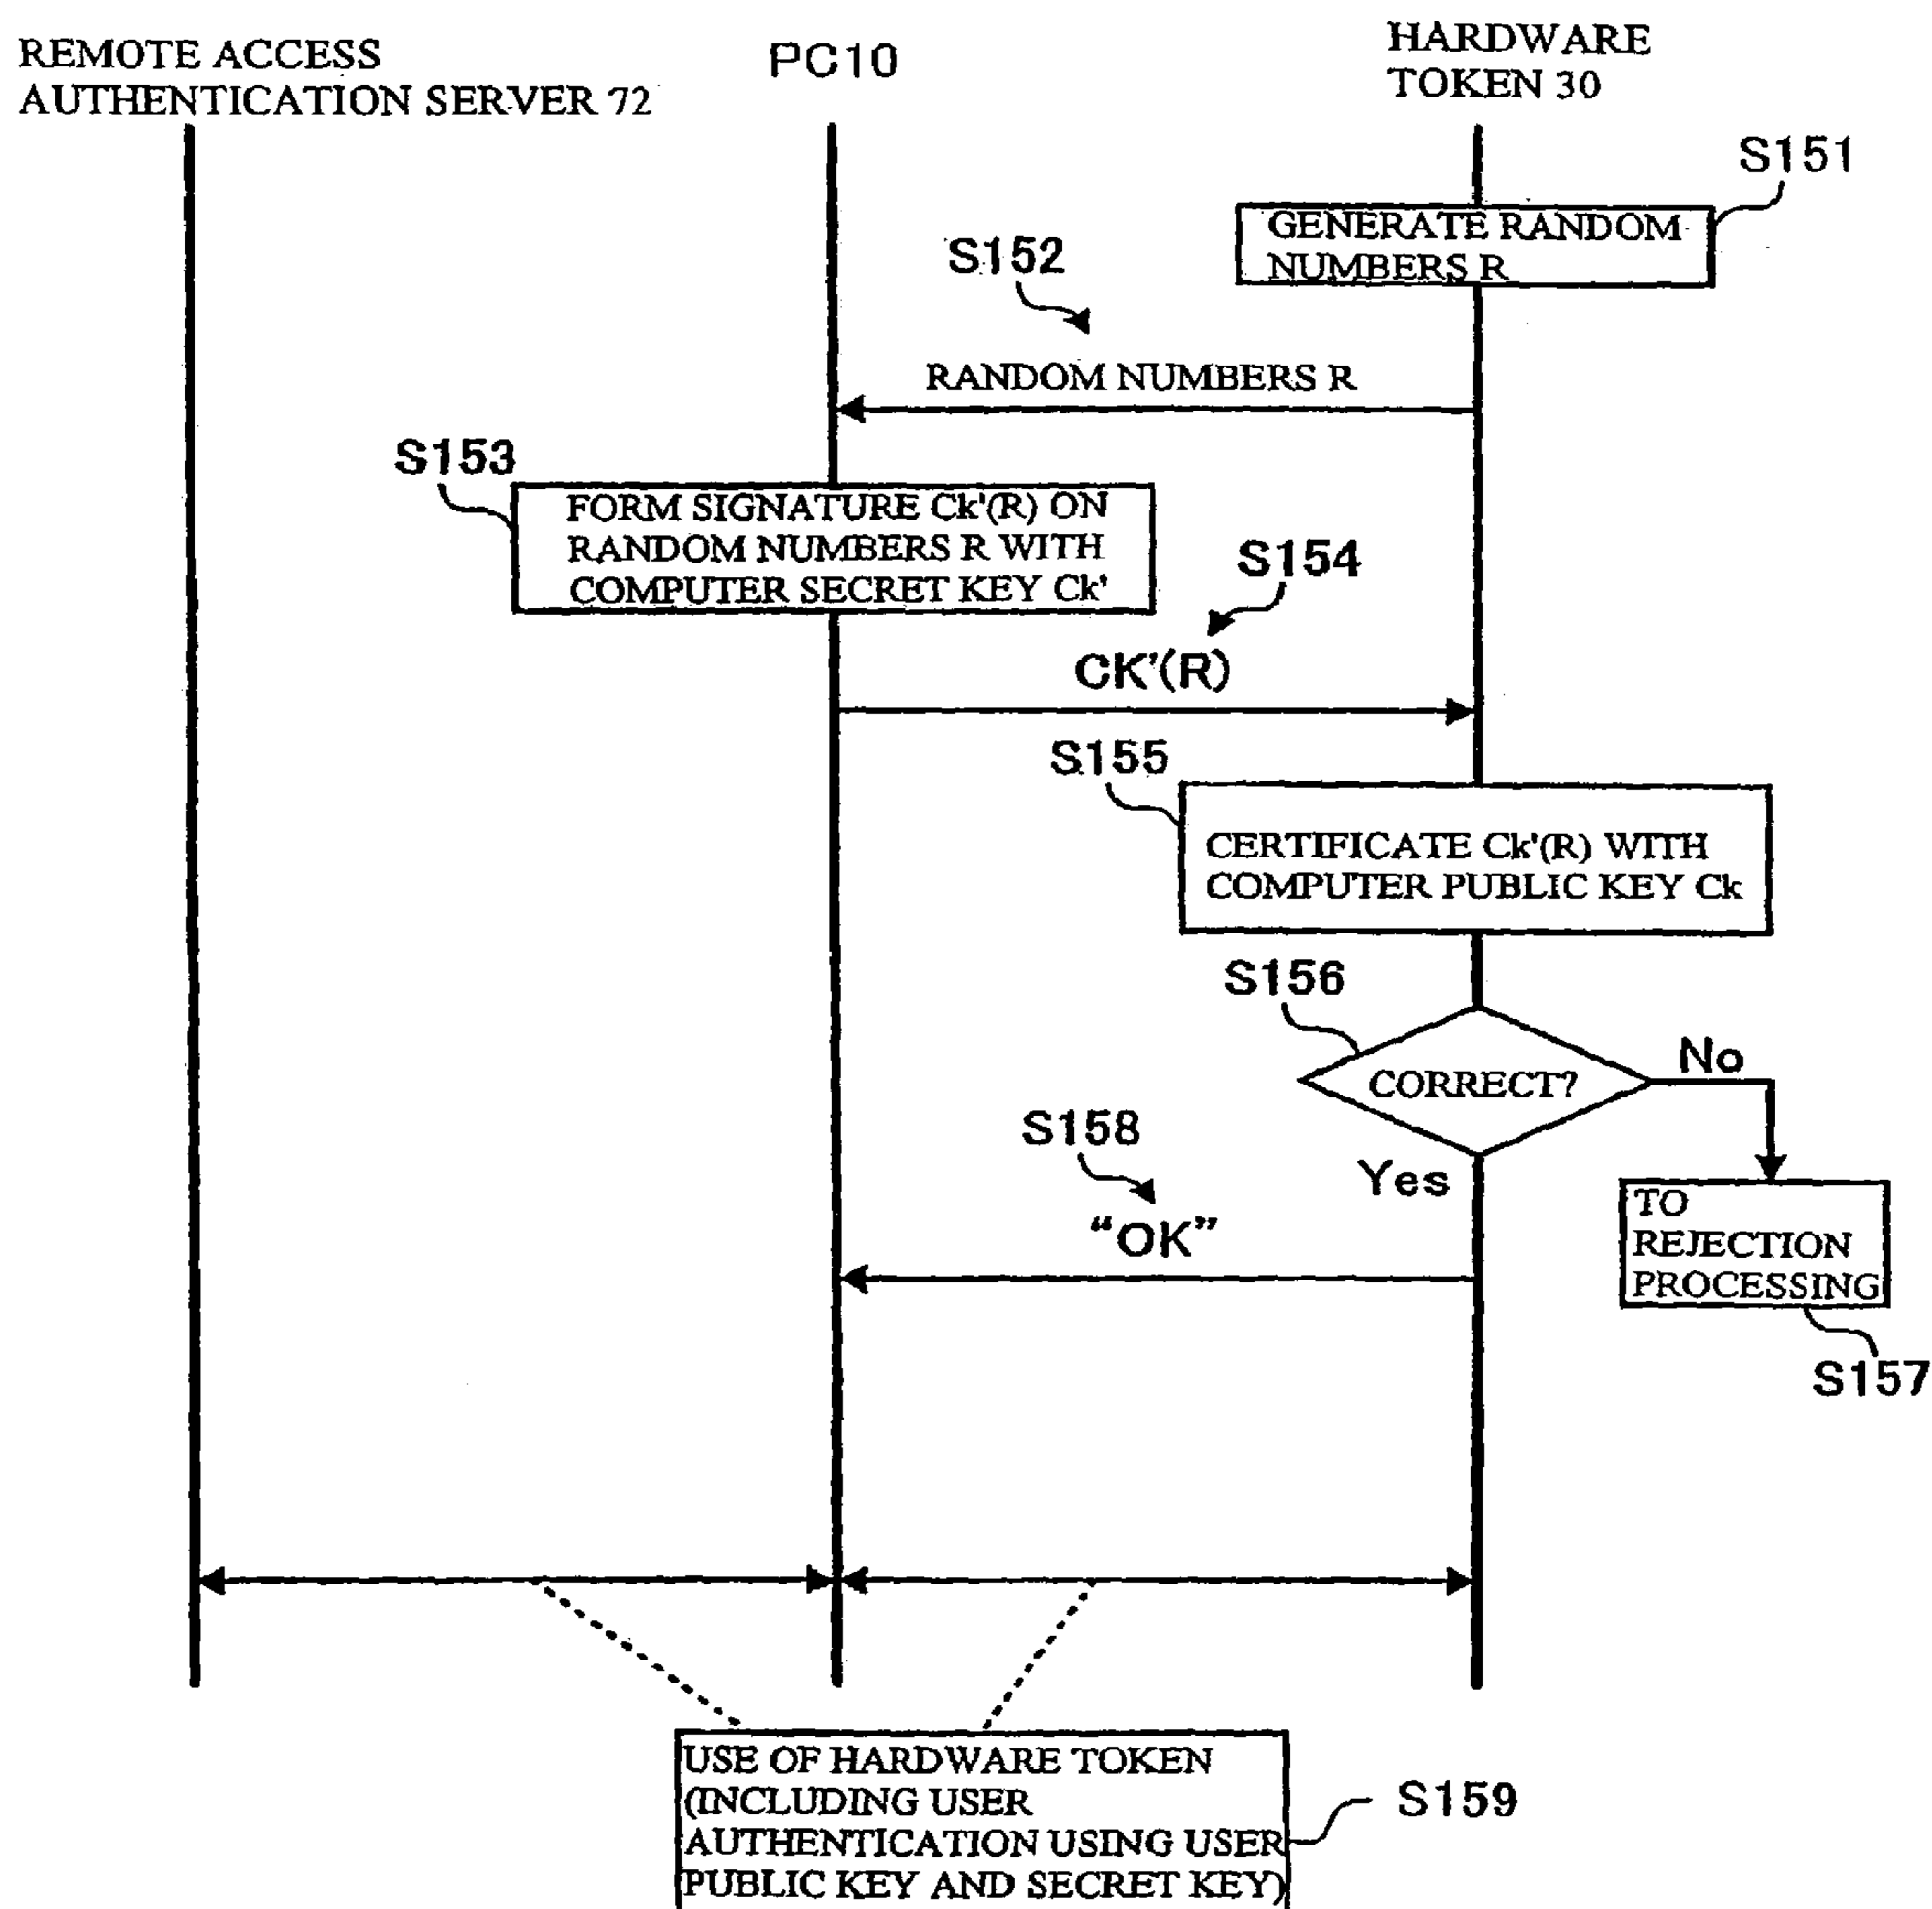 REMOTE ACCESS
AUTHENTICATION SERVER 72
PC10
HARDWARE
TOKEN 30
S151
GENERATE RANDOM
NUMBERS R
S152
RANDOM NUMBERS R
S153
FORM SIGNATURE Ck'(R) ON
RANDOM NUMBERS R WITH
COMPUTER SECRET KEY Ck'
S154
CK'(R)
S155
CERTIFICATE Ck'(R) WITH
COMPUTER PUBLIC KEY Ck
S156
CORRECT?
No
Yes
S158
"OK"
TO
REJECTION
PROCESSING
S157
USE OF HARDWARE TOKEN
(INCLUDING USER
AUTHENTICATION USING USER
PUBLIC KEY AND SECRET KEY)
S159